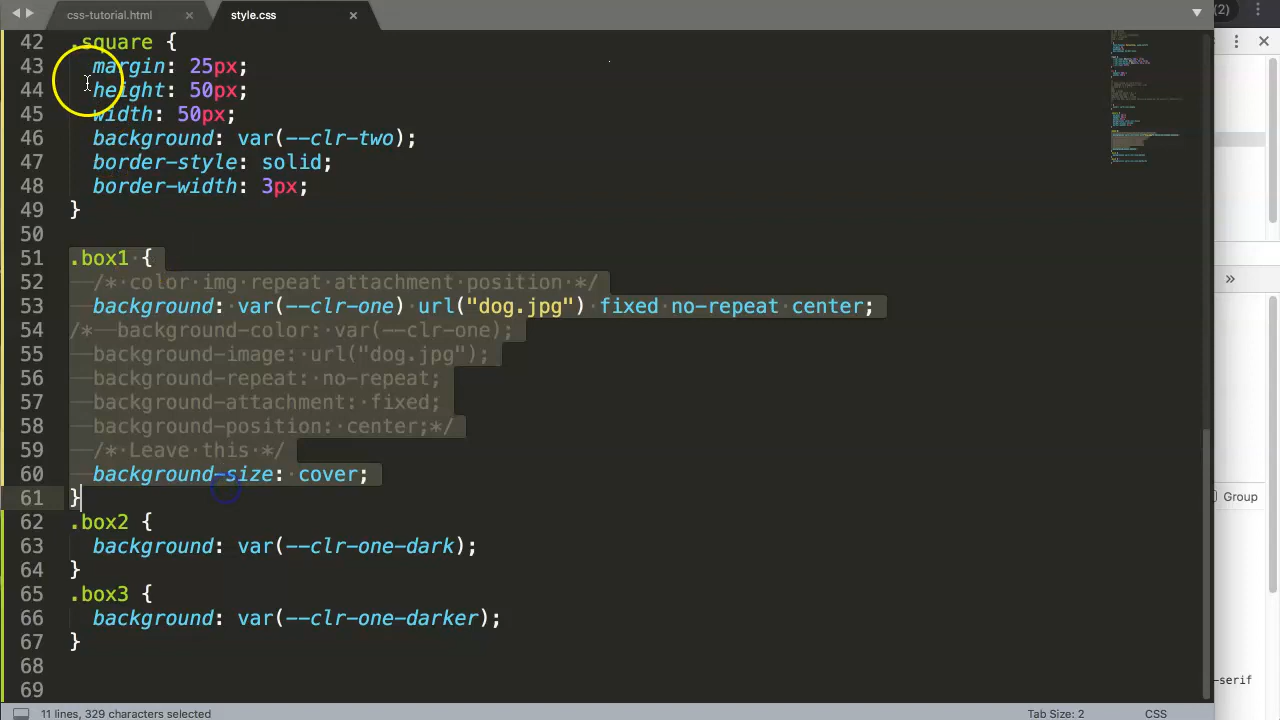 css-tutorial.html × style.css × (2)
42 .square {
43 margin: 25px;
44 height: 50px;
45 width: 50px;
46 background: var(--clr-two);
47 border-style: solid;
48 border-width: 3px;
49 }
50
51 .box1 {
52 /* color img repeat attachment position */
53 background: var(--clr-one) url("dog.jpg") fixed no-repeat center;
54 /* background-color: var(--clr-one);
55 background-image: url("dog.jpg");
56 background-repeat: no-repeat;
57 background-attachment: fixed;
58 background-position: center;*/
59 /* Leave this */
60 background-size: cover;
61 }
62 .box2 {
63 background: var(--clr-one-dark);
64 }
65 .box3 {
66 background: var(--clr-one-darker);
67 }
68
69
»
Group
-serif
11 lines, 329 characters selected Tab Size: 2 CSS